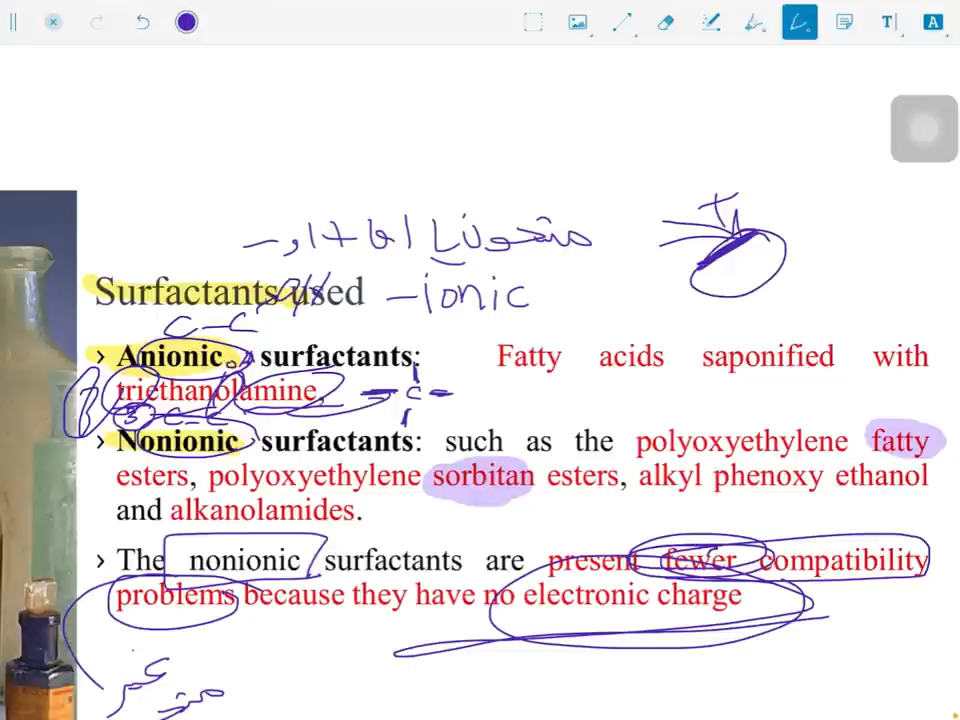 Surfactants used -ionic
C-C
› Anionic surfactants: Fatty acids saponified with
triethanolamine,
› Nonionic surfactants: such as the polyoxyethylene fatty
esters, polyoxyethylene sorbitan esters, alkyl phenoxy ethanol
and alkanolamides.
› The nonionic surfactants are present fewer compatibility
problems because they have no electronic charge